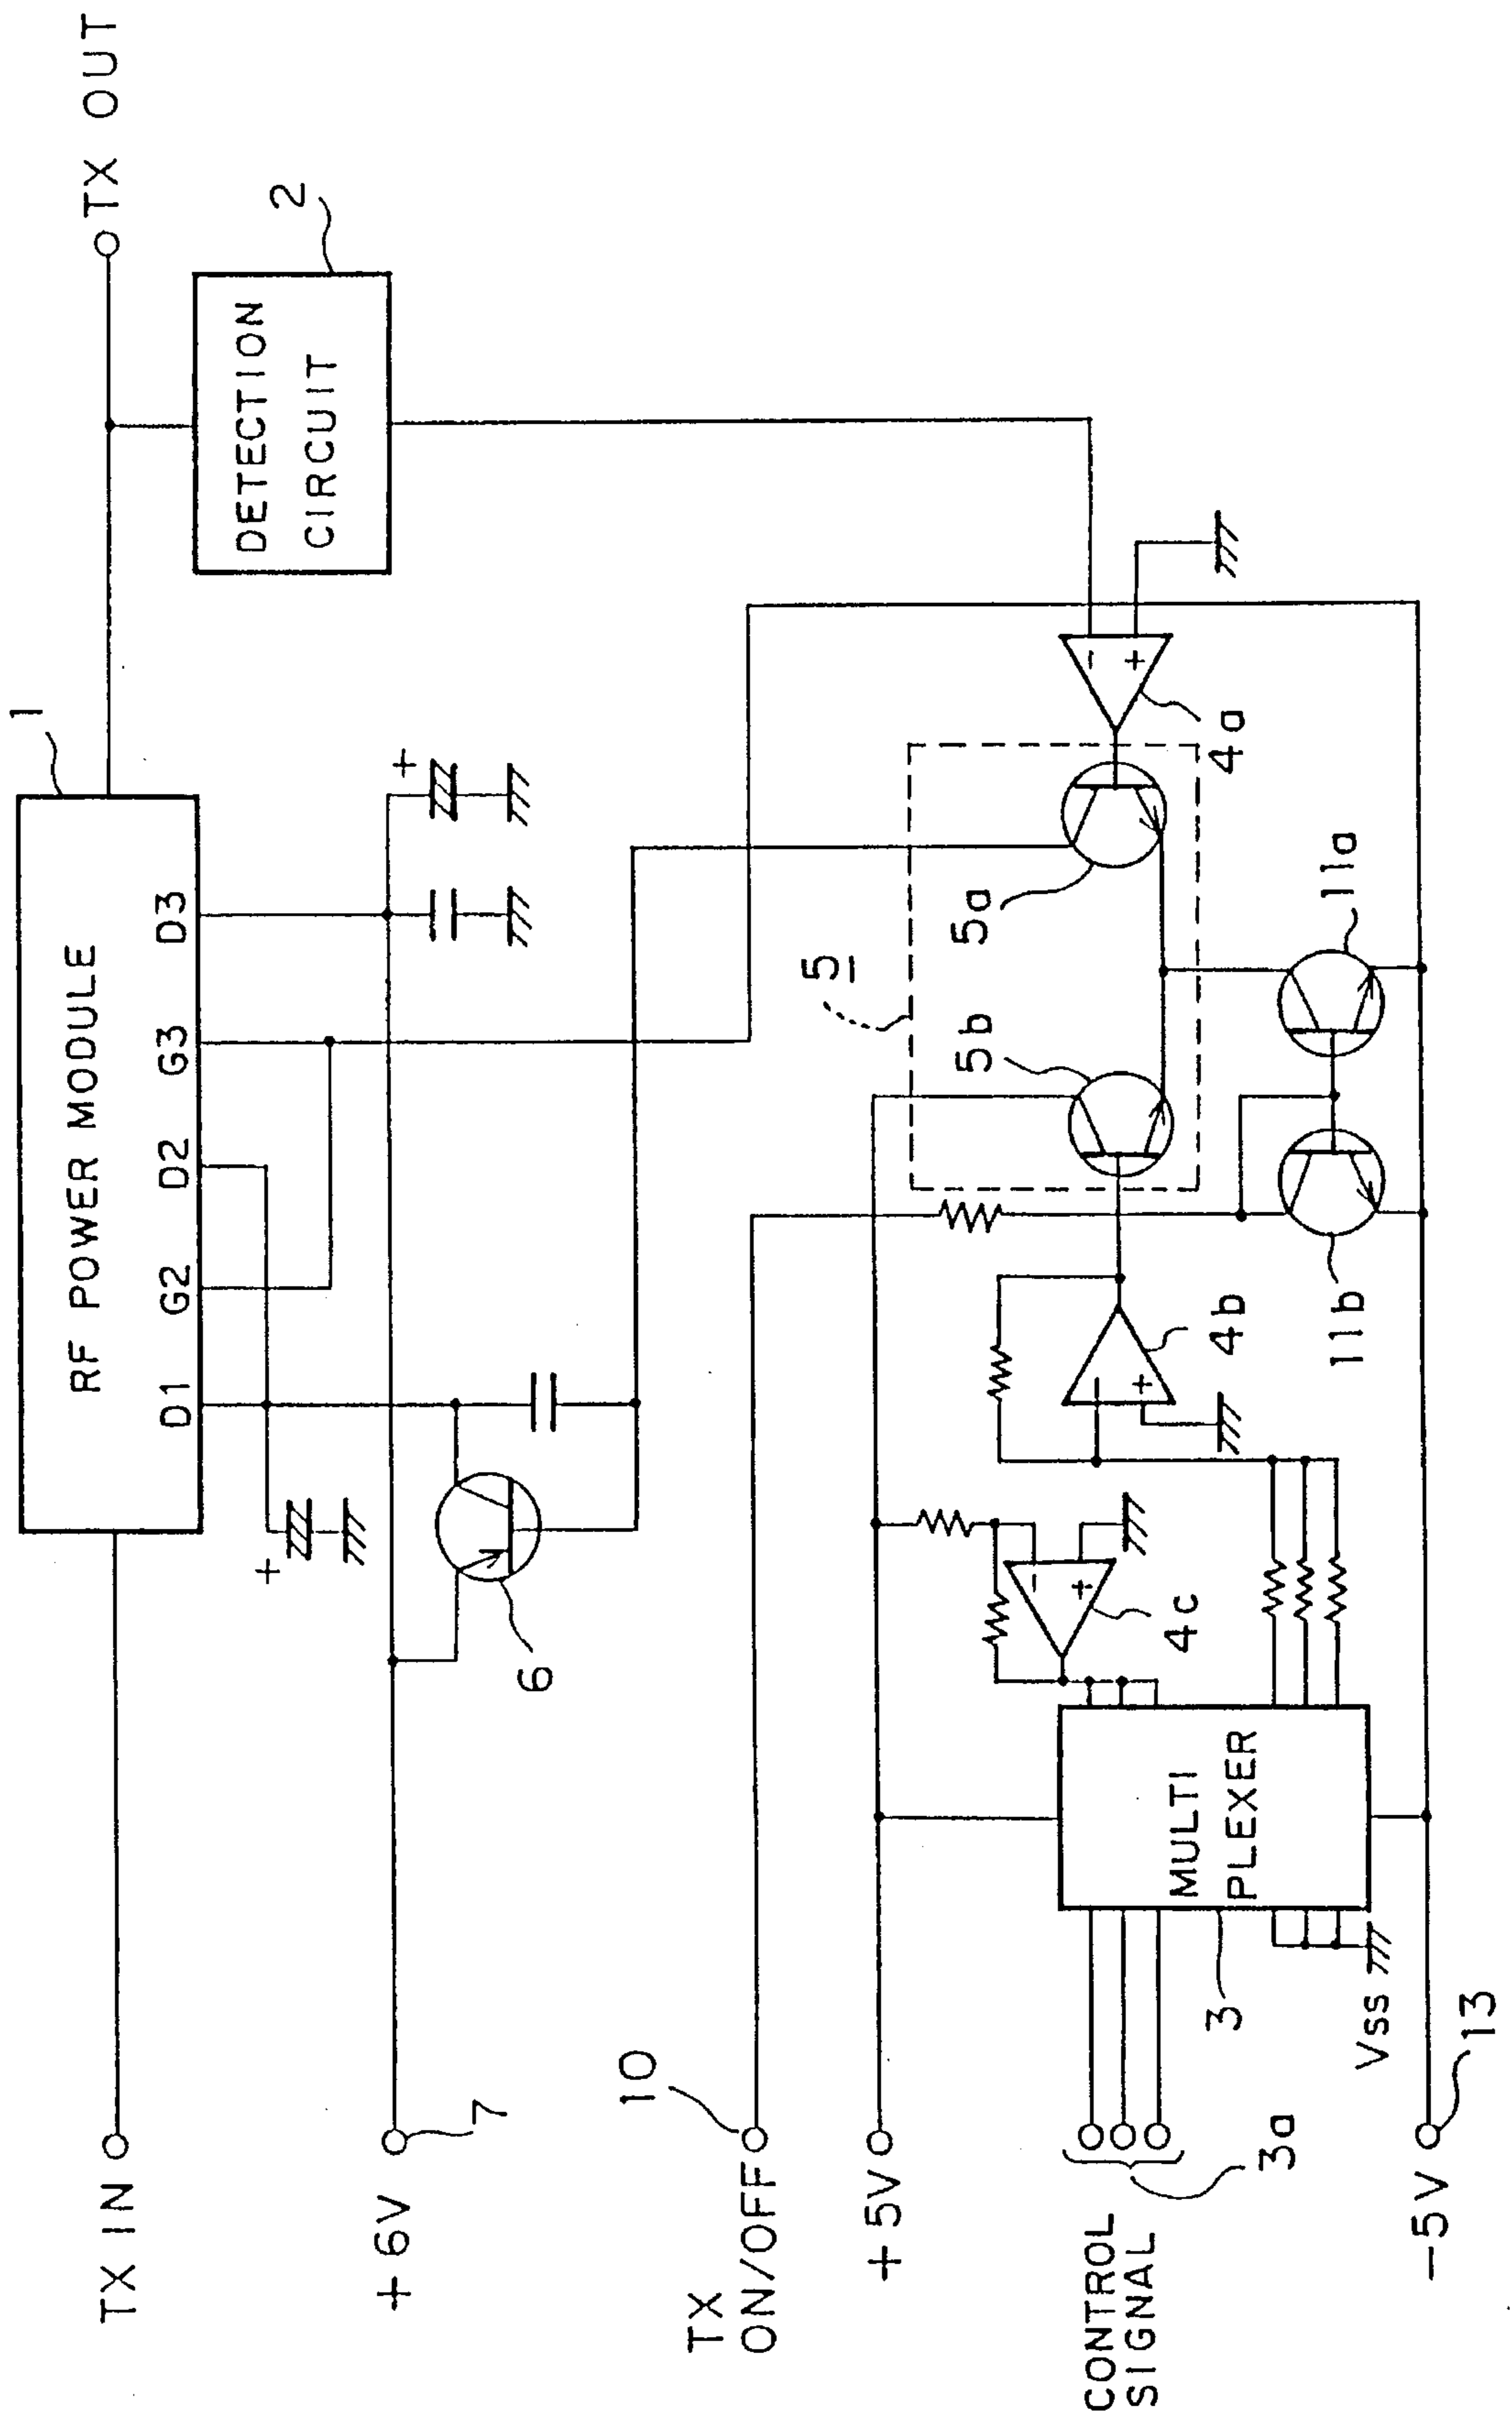 1
RF POWER MODULE
D1
G2
D2
G3
D3
TX IN
TX OUT
2
DETECTION
CIRCUIT
+
+
+6V
7
6
10
TX
ON/OFF
5
5b
5a
-
+
4a
+5V
-
+
4c
+
4b
11b
11a
CONTROL
SIGNAL
3a
MULTI
PLEXER
3
Vss
-5V
13